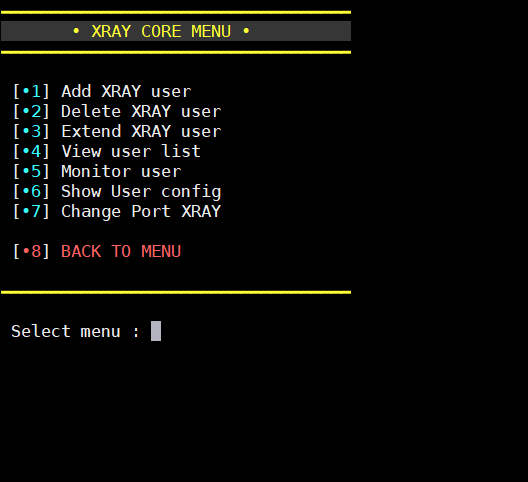 • XRAY CORE MENU •
[•1] Add XRAY user
[•2] Delete XRAY user
[•3] Extend XRAY user
[•4] View user list
[•5] Monitor user
[•6] Show User config
[•7] Change Port XRAY
[•8] BACK TO MENU
Select menu :